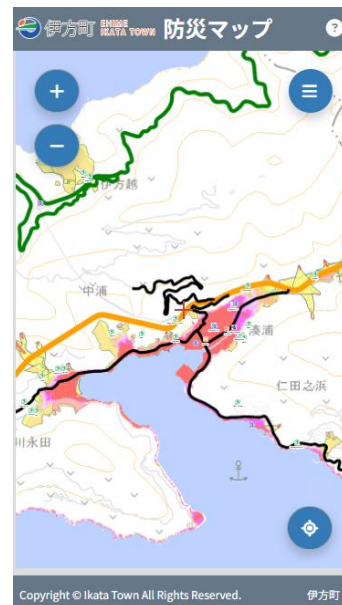 伊方町 EHIME IKATA TOWN 防災マップ ?
+
−
伊方越
中浦
湊浦
仁田之浜
川永田
Copyright © Ikata Town All Rights Reserved. 伊方町